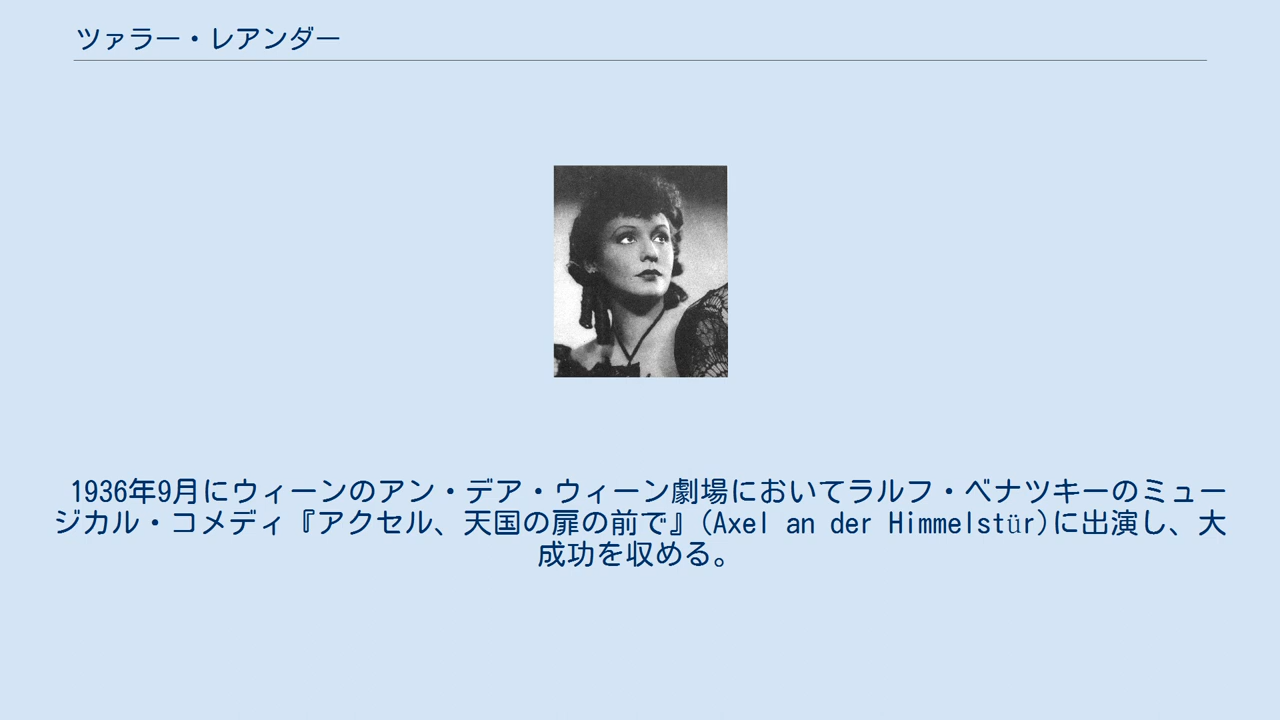 ツァラー・レアンダー
1936年9月にウィーンのアン・デア・ウィーン劇場においてラルフ・ベナツキーのミュー
ジカル・コメディ『アクセル、天国の扉の前で』(Axel an der Himmelstür)に出演し、大
成功を収める。